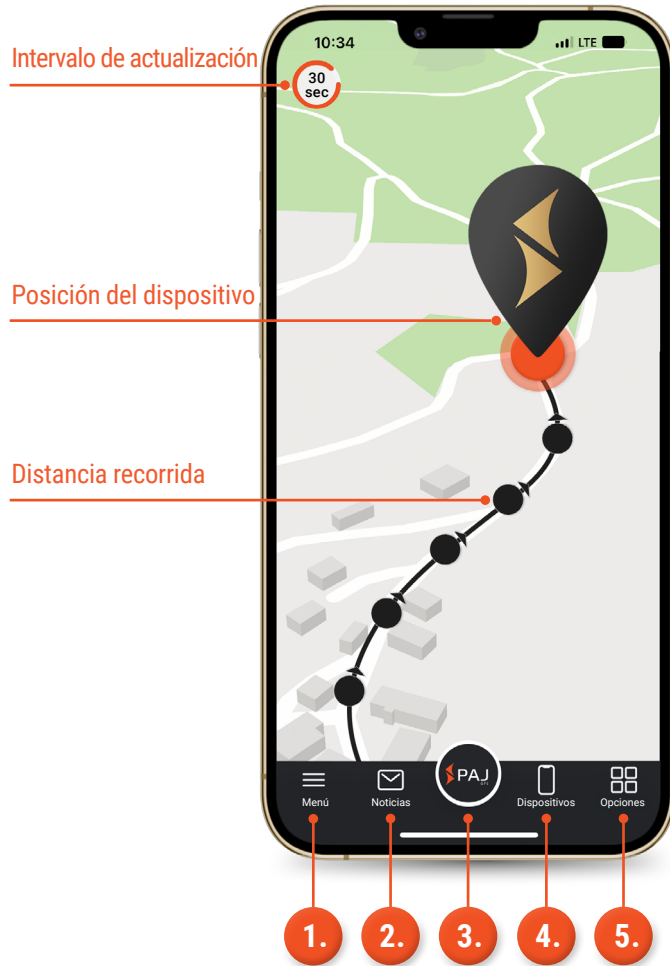 10:34
LTE
Intervalo de actualización
30
sec
Posición del dispositivo
Distancia recorrida
PAJ
Menú
Noticias
Dispositivos
Opciones
1.
2.
3.
4.
5.